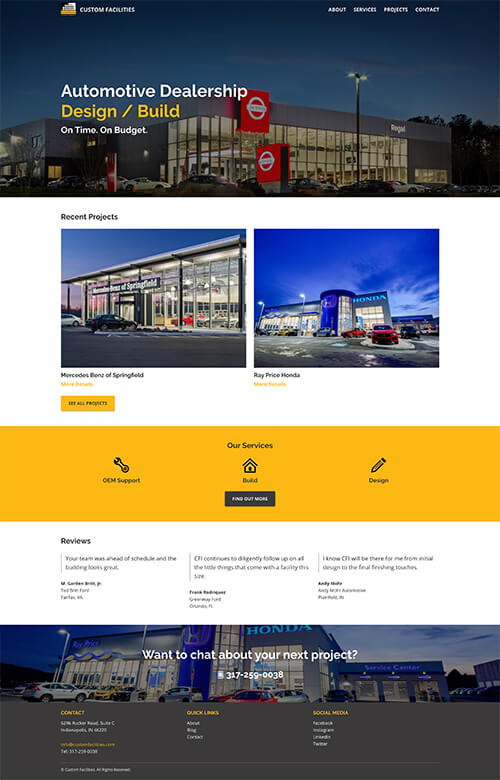 CUSTOM FACILITIES
ABOUT SERVICES PROJECTS CONTACT
Automotive Dealership
Design / Build
On Time. On Budget.
Regal
Recent Projects
Mercedes-Benz of Springfield
HONDA
Mercedes Benz of Springfield
More Details
Ray Price Honda
More Details
SEE ALL PROJECTS
Our Services
OEM Support
Build
Design
FIND OUT MORE
Reviews
Your team was ahead of schedule and the
building looks great.
M. Gorden Britt, Jr.
Ted Britt Ford
Fairfax, VA
CFI continues to diligently follow up on all
the little things that come with a facility this
size.
Frank Rodriquez
Greenway Ford
Orlando, FL
I know CFI will be there for me from initial
design to the final finishing touches.
Andy Mohr
Andy Mohr Automotive
Plainfield, IN
Ray Price
HONDA
Service Center
Want to chat about your next project?
317-259-0038
CONTACT
6296 Rucker Road, Suite C
Indianapolis, IN 46220
info@customfacilities.com
Tel: 317-259-0038
QUICK LINKS
About
Blog
Contact
SOCIAL MEDIA
Facebook
Instagram
LinkedIn
Twitter
© Custom Facilities. All Rights Reserved.